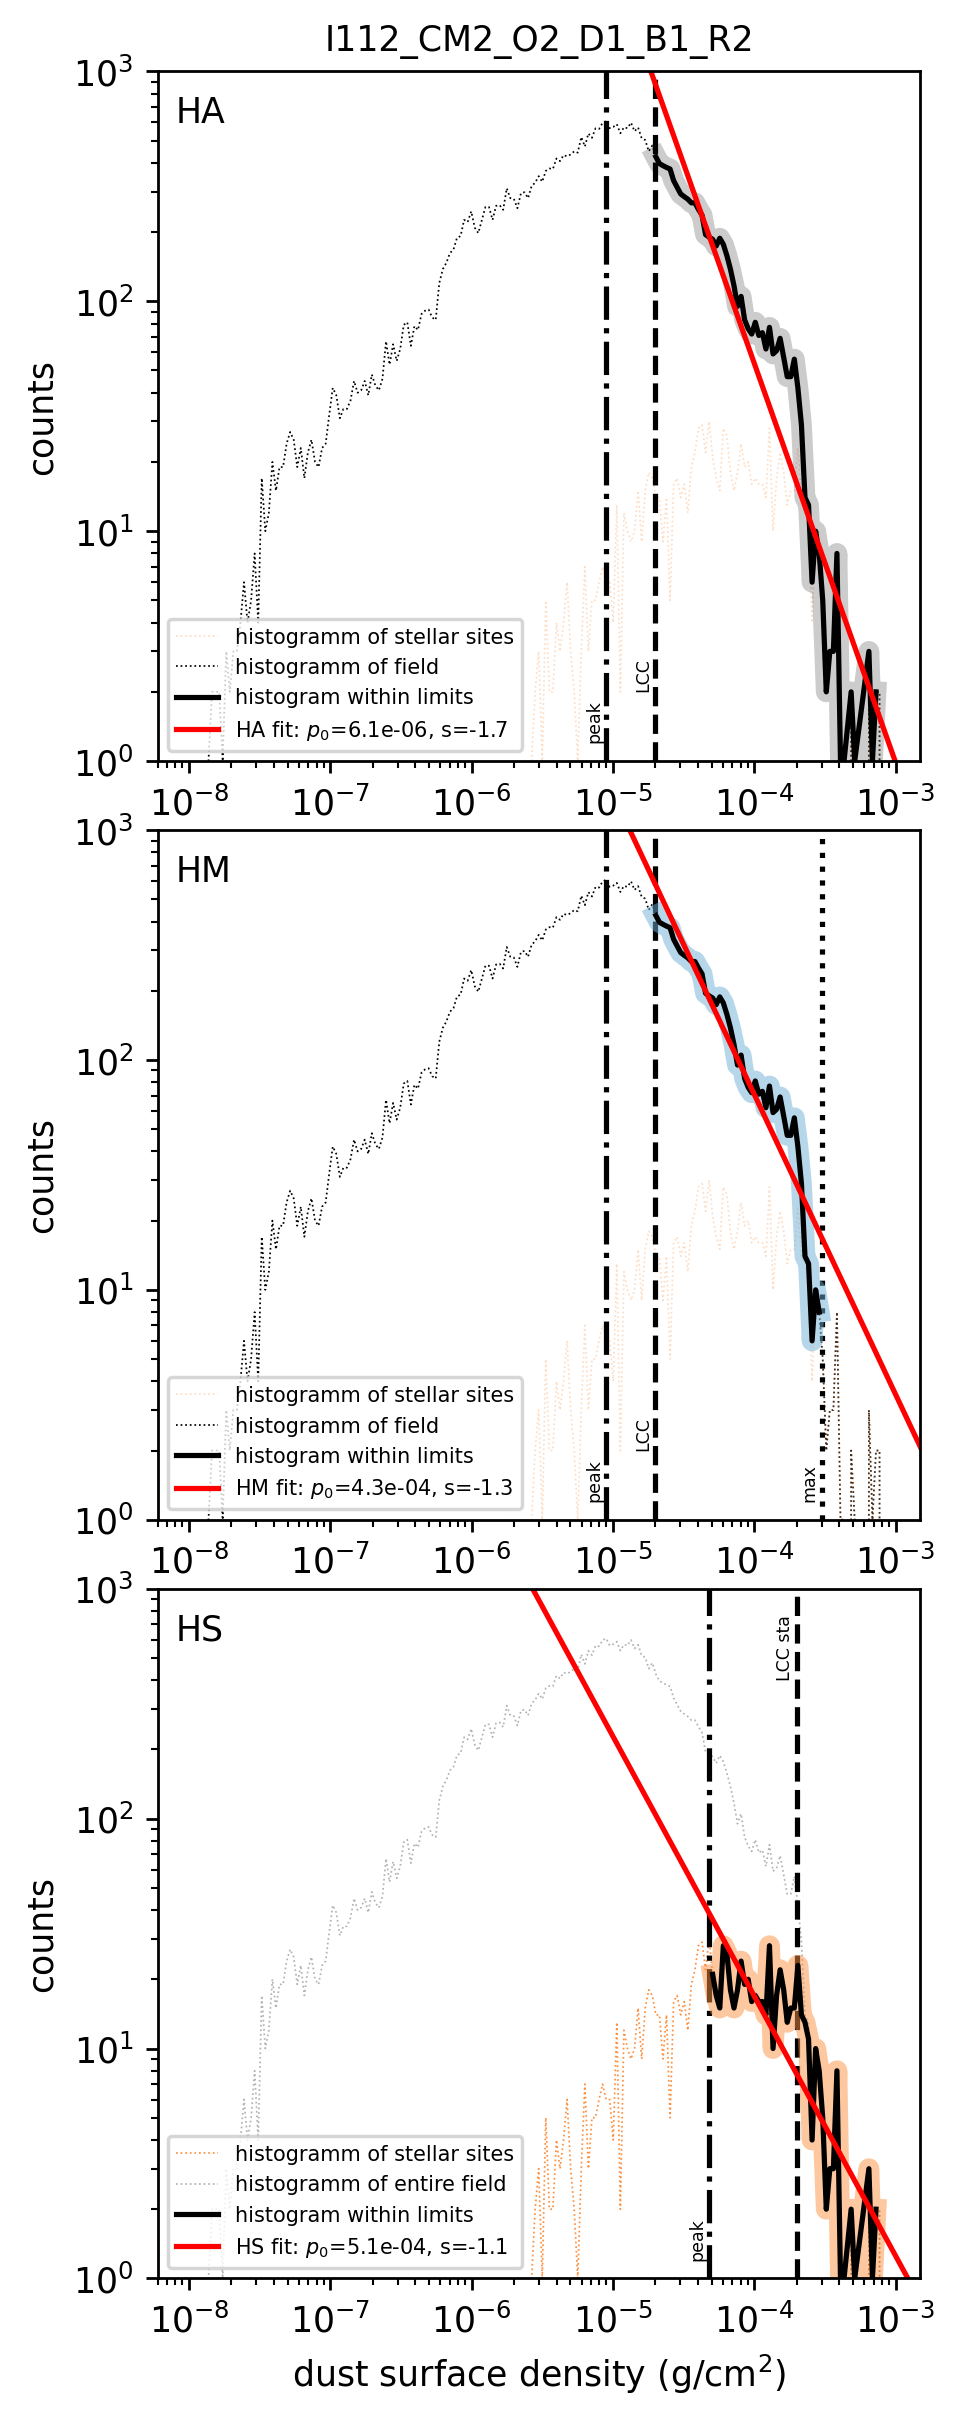 I112_CM2_O2_D1_B1_R2
10³
HA
10²
counts
10¹
LCC
peak
histogramm of stellar sites
histogramm of field
histogram within limits
HA fit: p₀=6.1e-06, s=-1.7
10⁰
10⁻⁸ 10⁻⁷ 10⁻⁶ 10⁻⁵ 10⁻⁴ 10⁻³
10³
HM
10²
counts
10¹
LCC
peak
max
histogramm of stellar sites
histogramm of field
histogram within limits
HM fit: p₀=4.3e-04, s=-1.3
10⁰
10⁻⁸ 10⁻⁷ 10⁻⁶ 10⁻⁵ 10⁻⁴ 10⁻³
10³
HS
LCC sta
10²
counts
10¹
peak
histogramm of stellar sites
histogramm of entire field
histogram within limits
HS fit: p₀=5.1e-04, s=-1.1
10⁰
10⁻⁸ 10⁻⁷ 10⁻⁶ 10⁻⁵ 10⁻⁴ 10⁻³
dust surface density (g/cm²)